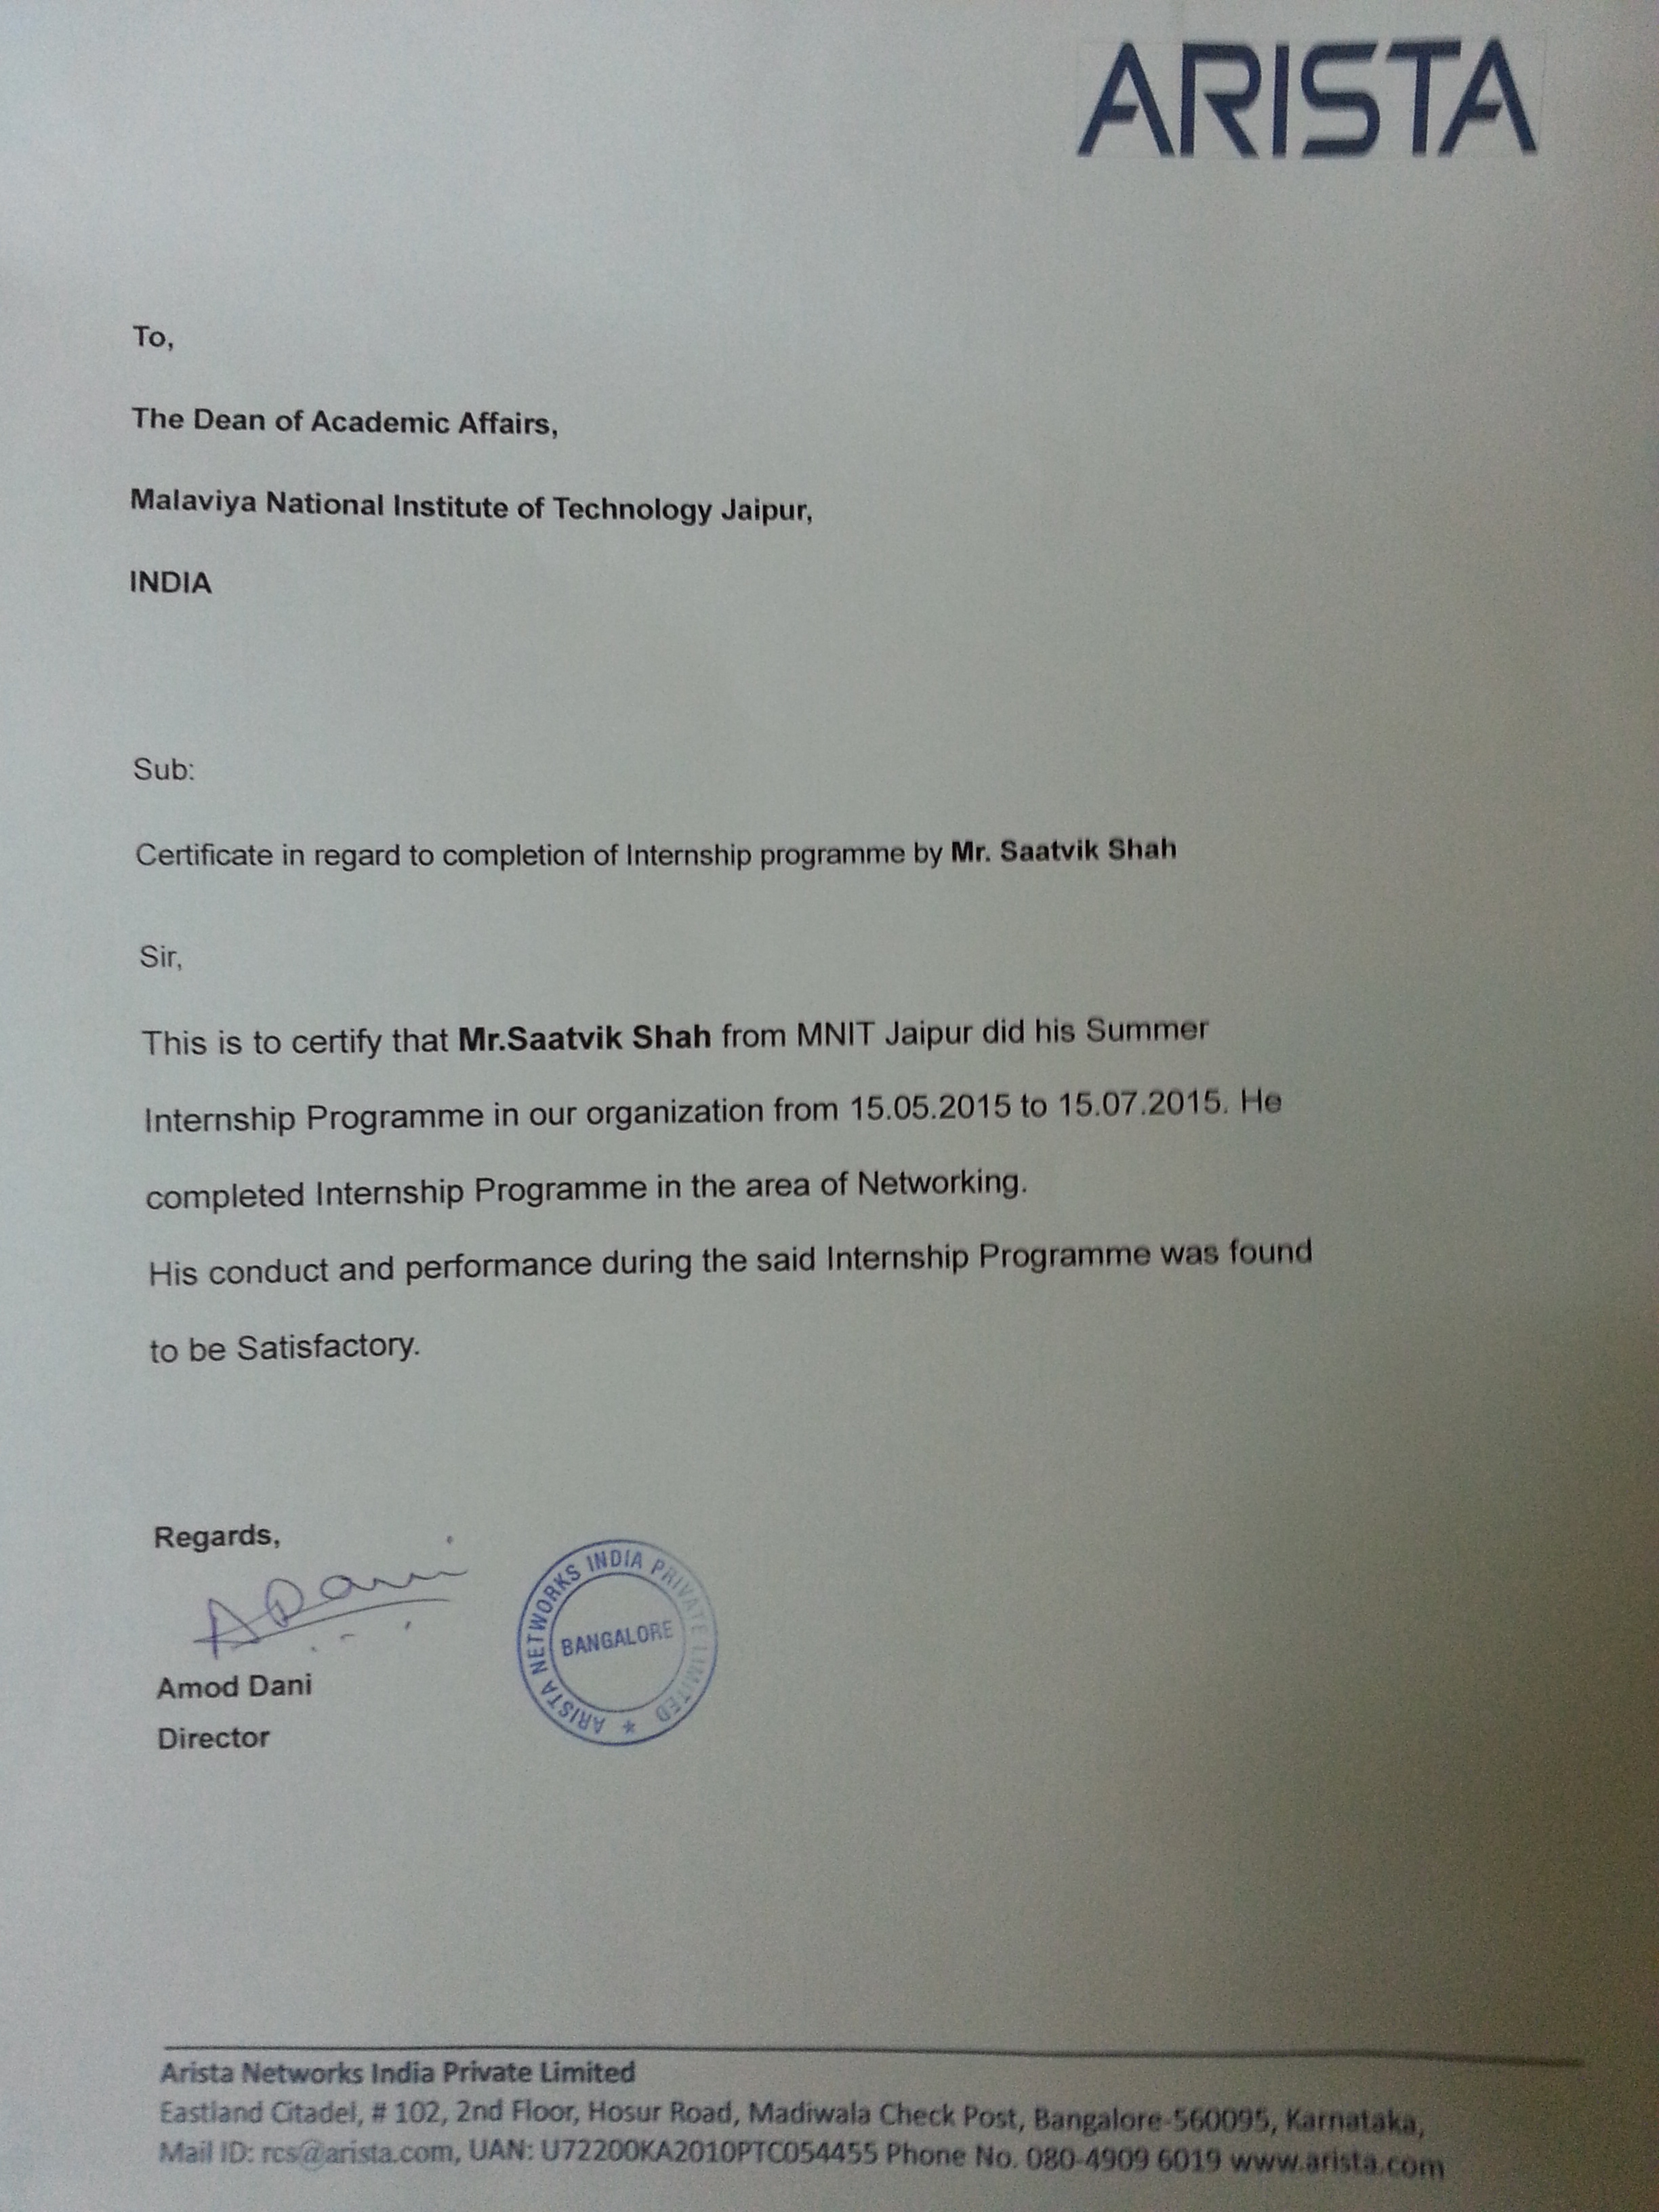 ARISTA
To,
The Dean of Academic Affairs,
Malaviya National Institute of Technology Jaipur,
INDIA
Sub:
Certificate in regard to completion of Internship programme by Mr. Saatvik Shah
Sir,
This is to certify that Mr.Saatvik Shah from MNIT Jaipur did his Summer
Internship Programme in our organization from 15.05.2015 to 15.07.2015. He
completed Internship Programme in the area of Networking.
His conduct and performance during the said Internship Programme was found
to be Satisfactory.
Regards,
ADani
ARISTA NETWORKS INDIA PRIVATE LIMITED *
BANGALORE
Amod Dani
Director
Arista Networks India Private Limited
Eastland Citadel, # 102, 2nd Floor, Hosur Road, Madiwala Check Post, Bangalore-560095, Karnataka,
Mail ID: rcs@arista.com, UAN: U72200KA2010PTC054455 Phone No. 080-4909 6019 www.arista.com